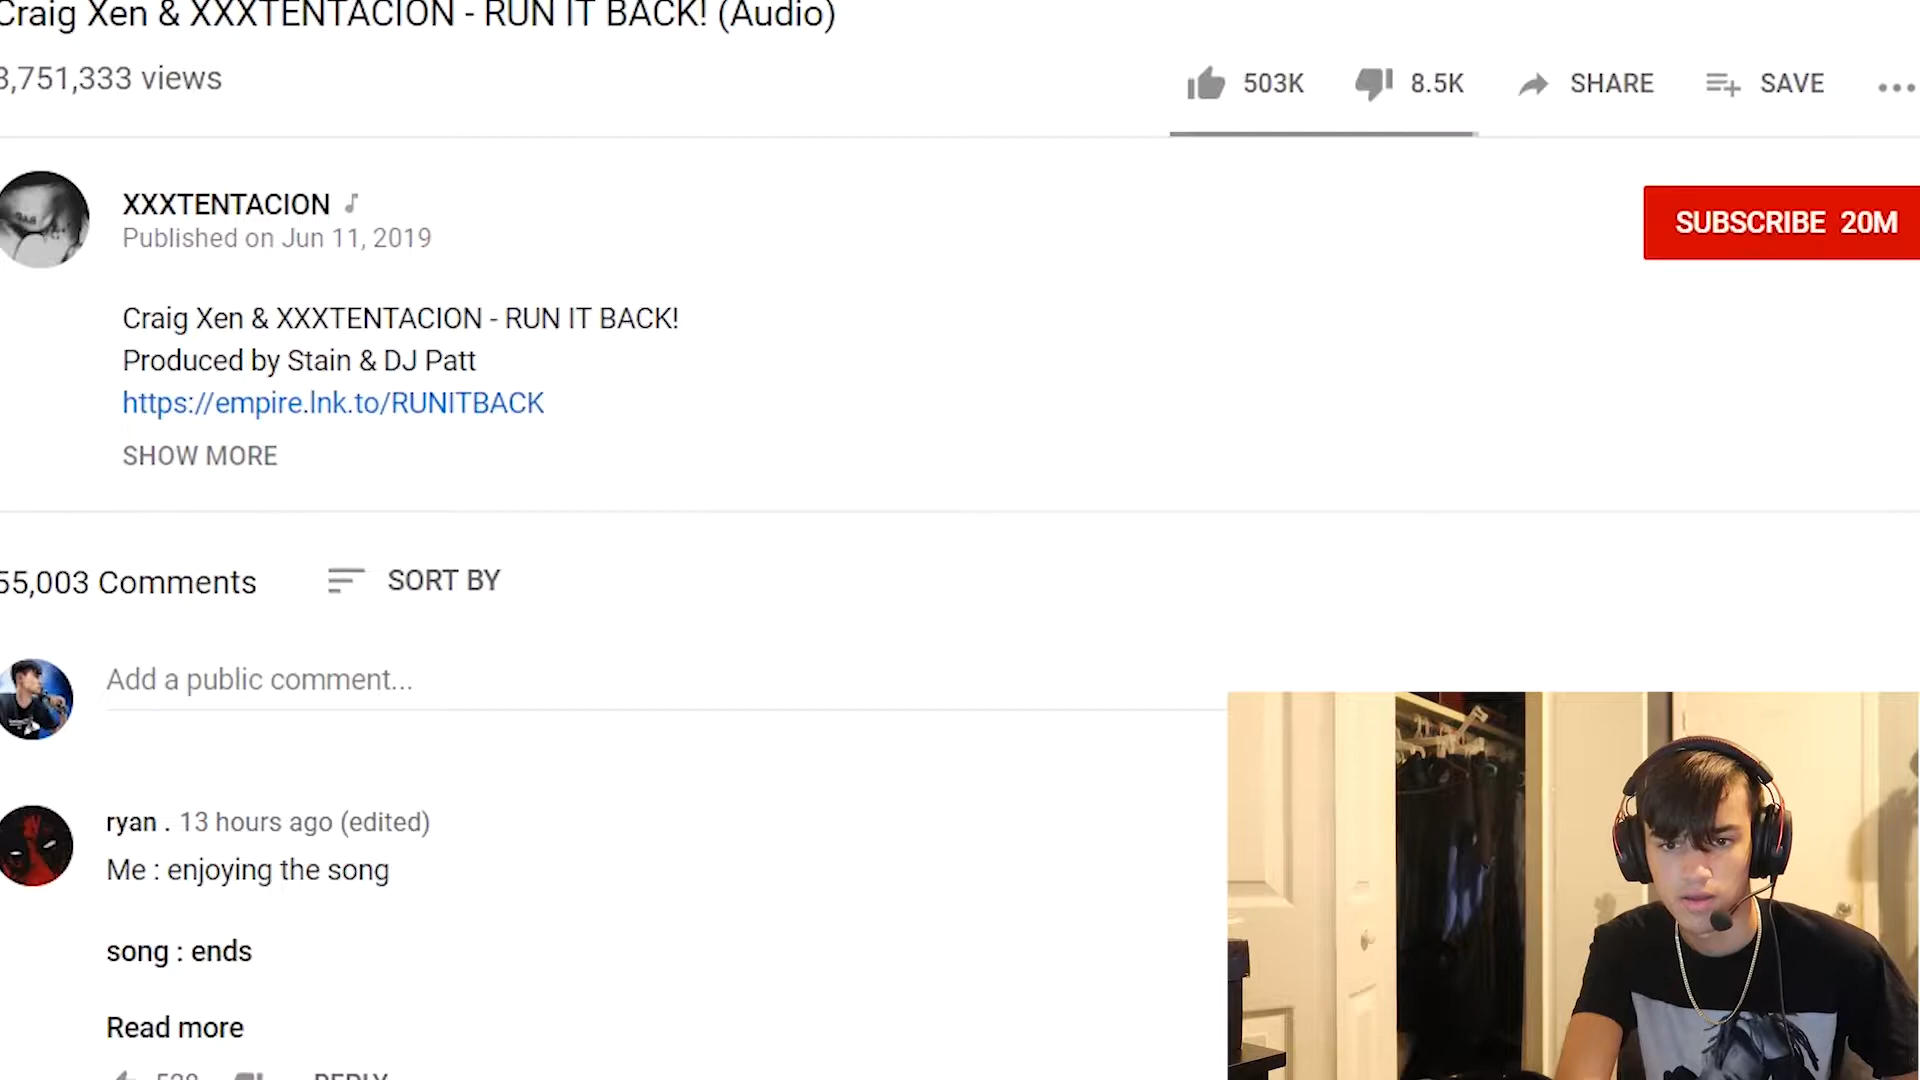 Craig Xen & XXXTENTACION - RUN IT BACK! (Audio)
3,751,333 views
503K
8.5K
SHARE
SAVE
XXXTENTACION
Published on Jun 11, 2019
SUBSCRIBE 20M
Craig Xen & XXXTENTACION - RUN IT BACK!
Produced by Stain & DJ Patt
https://empire.lnk.to/RUNITBACK
SHOW MORE
55,003 Comments
SORT BY
Add a public comment...
ryan . 13 hours ago (edited)
Me : enjoying the song
song : ends
Read more
REPLY